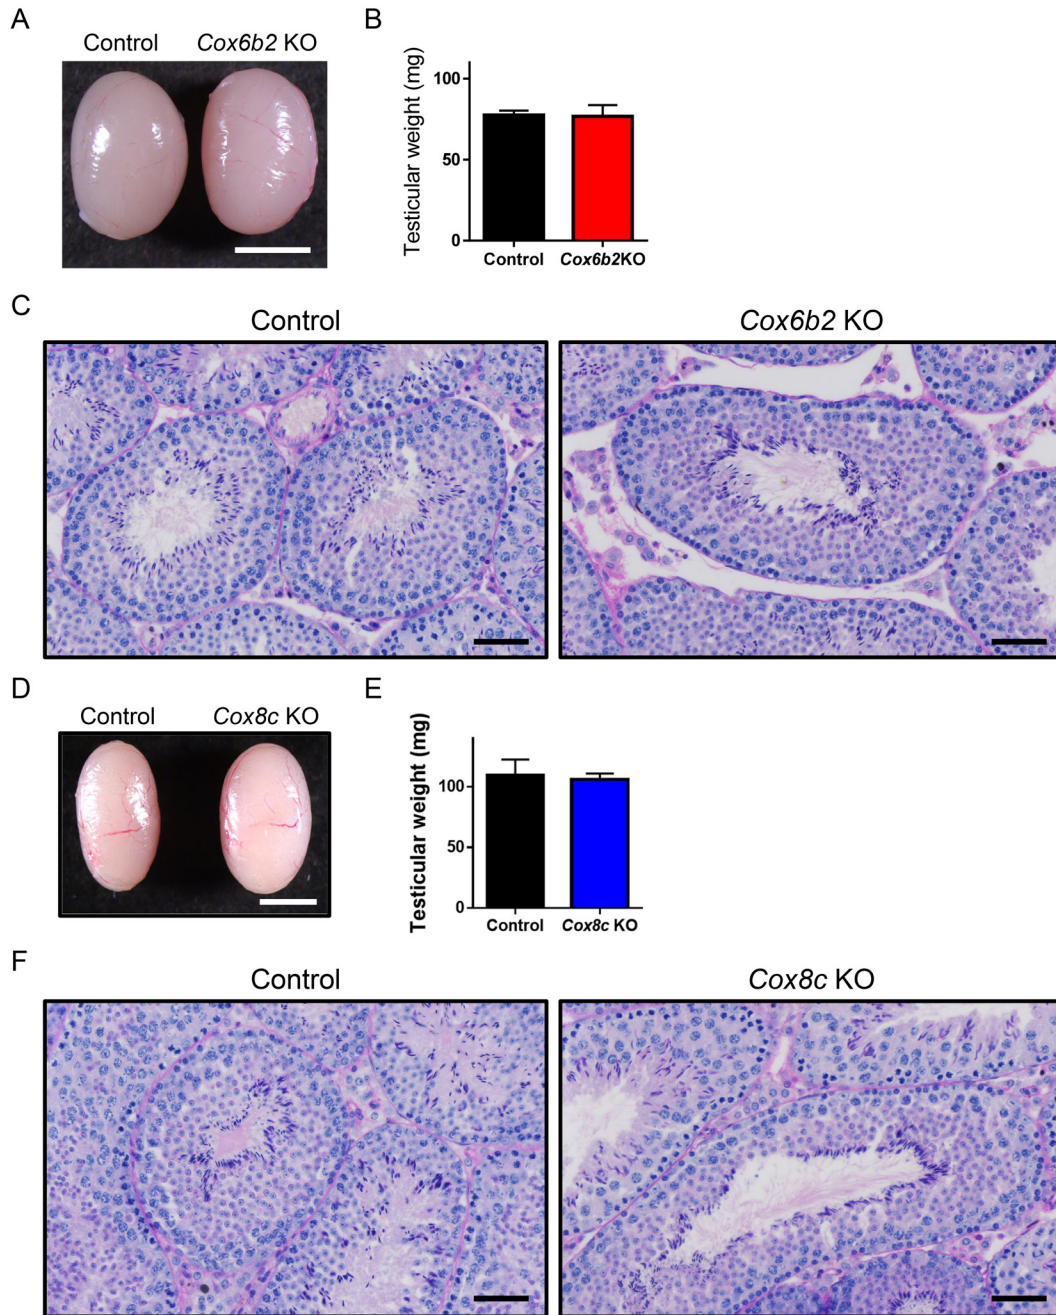 A
Control Cox6b2 KO
B
Testicular weight (mg)
100
50
0
Control Cox6b2KO
C
Control Cox6b2 KO
D
Control Cox8c KO
E
Testicular weight (mg)
100
50
0
Control Cox8c KO
F
Control Cox8c KO